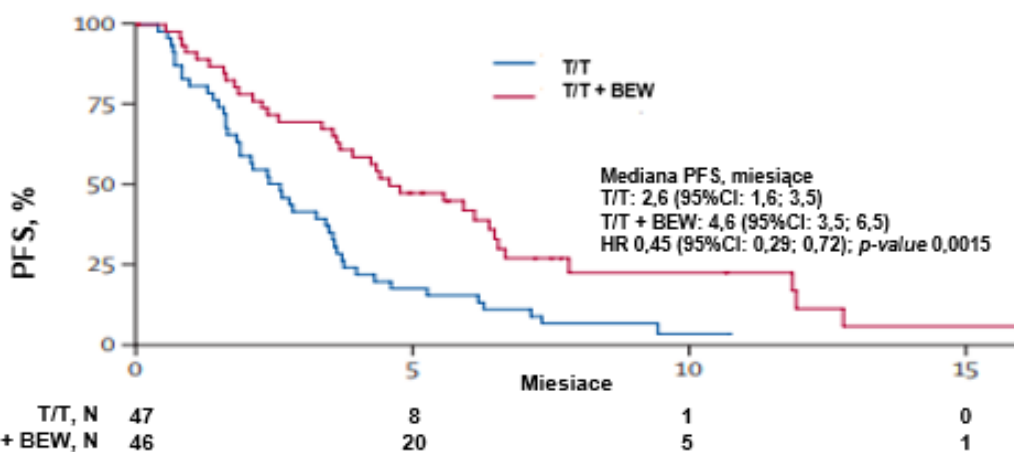 100
75
50
25
0
PFS, %
T/T
T/T + BEW
Mediana PFS, miesiące
T/T: 2,6 (95%CI: 1,6; 3,5)
T/T + BEW: 4,6 (95%CI: 3,5; 6,5)
HR 0,45 (95%CI: 0,29; 0,72); p-value 0,0015
0 5 10 15
Miesiace
T/T, N 47 8 1 0
+ BEW, N 46 20 5 1